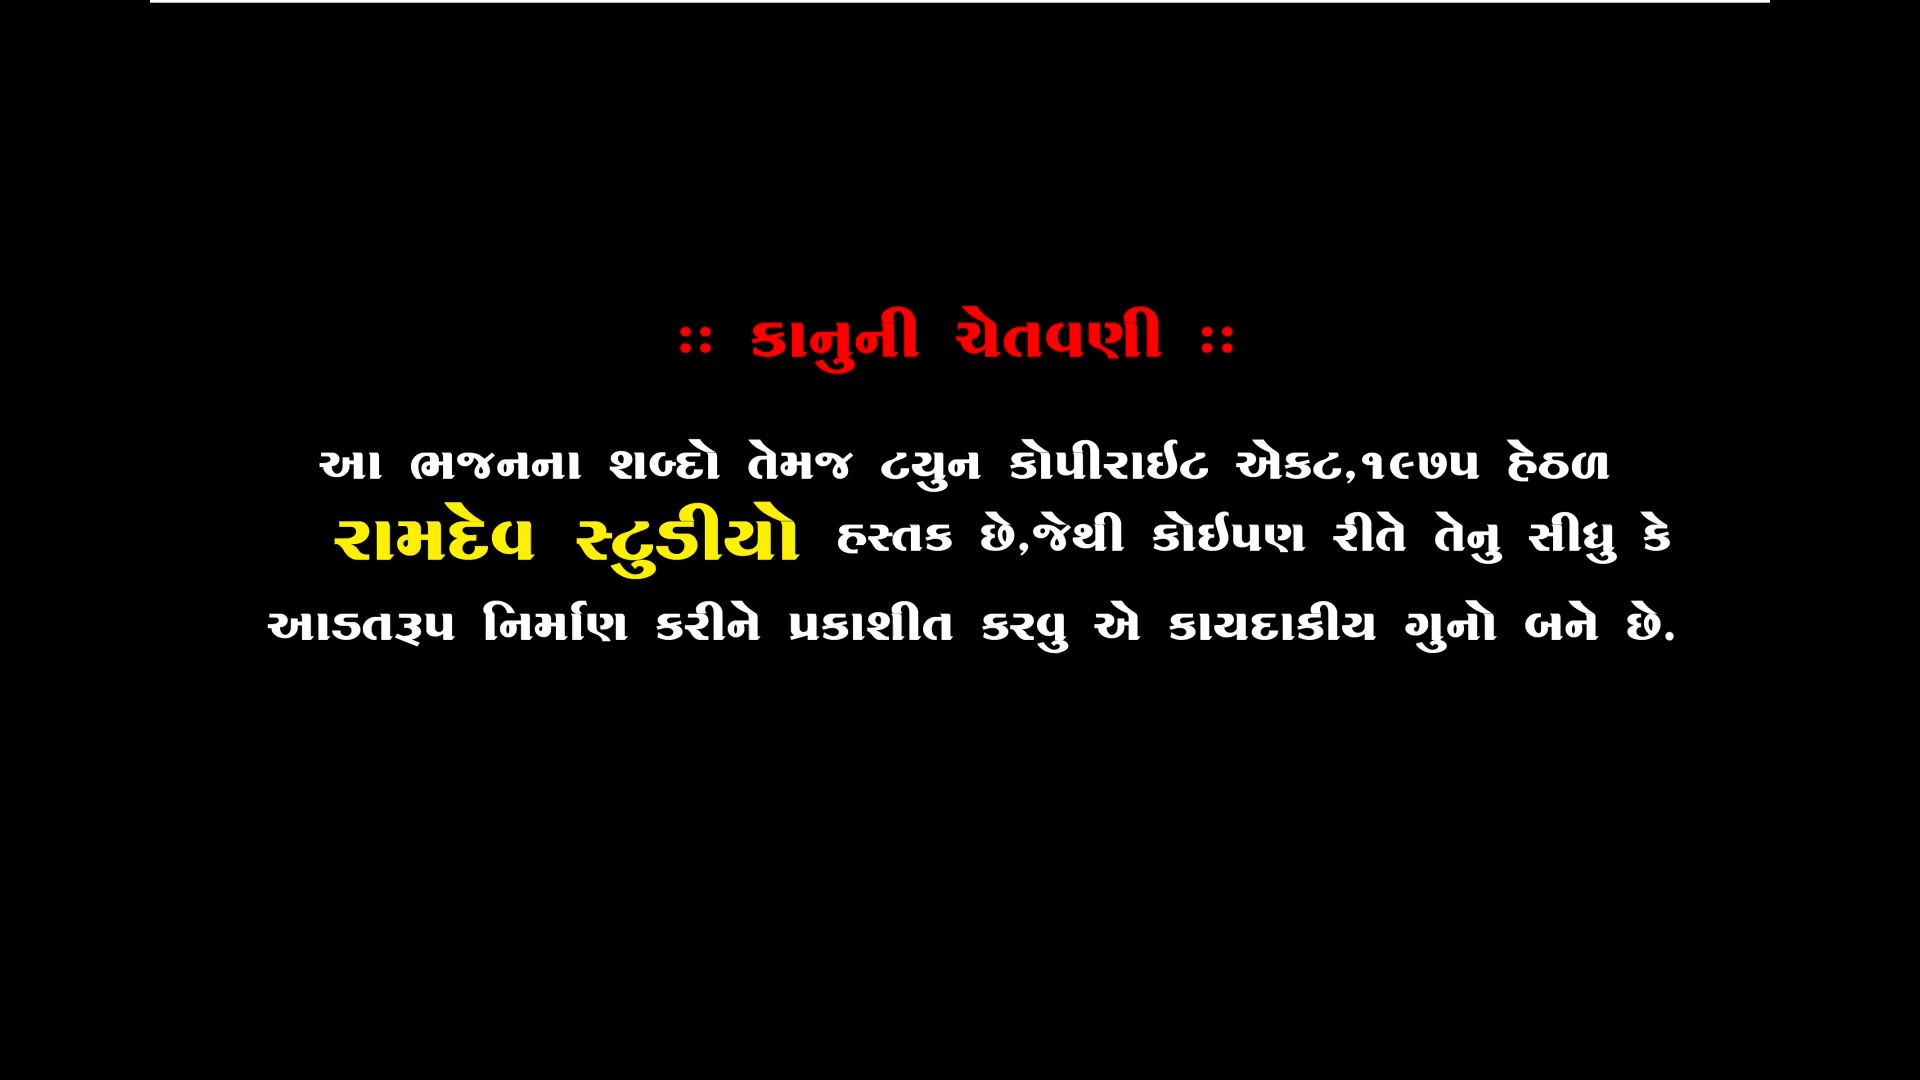 :: કાનુની ચેતવણી ::
આ ભજનના શબ્દો તેમજ ટયુન કોપીરાઈટ એકટ,૧૯૭૫ હેઠળ
રામદેવ સ્ટુડીયો હસ્તક છે,જેથી કોઈપણ રીતે તેનુ સીધુ કે
આડતરૂપ નિર્માણ કરીને પ્રકાશીત કરવુ એ કાયદાકીય ગુનો બને છે.